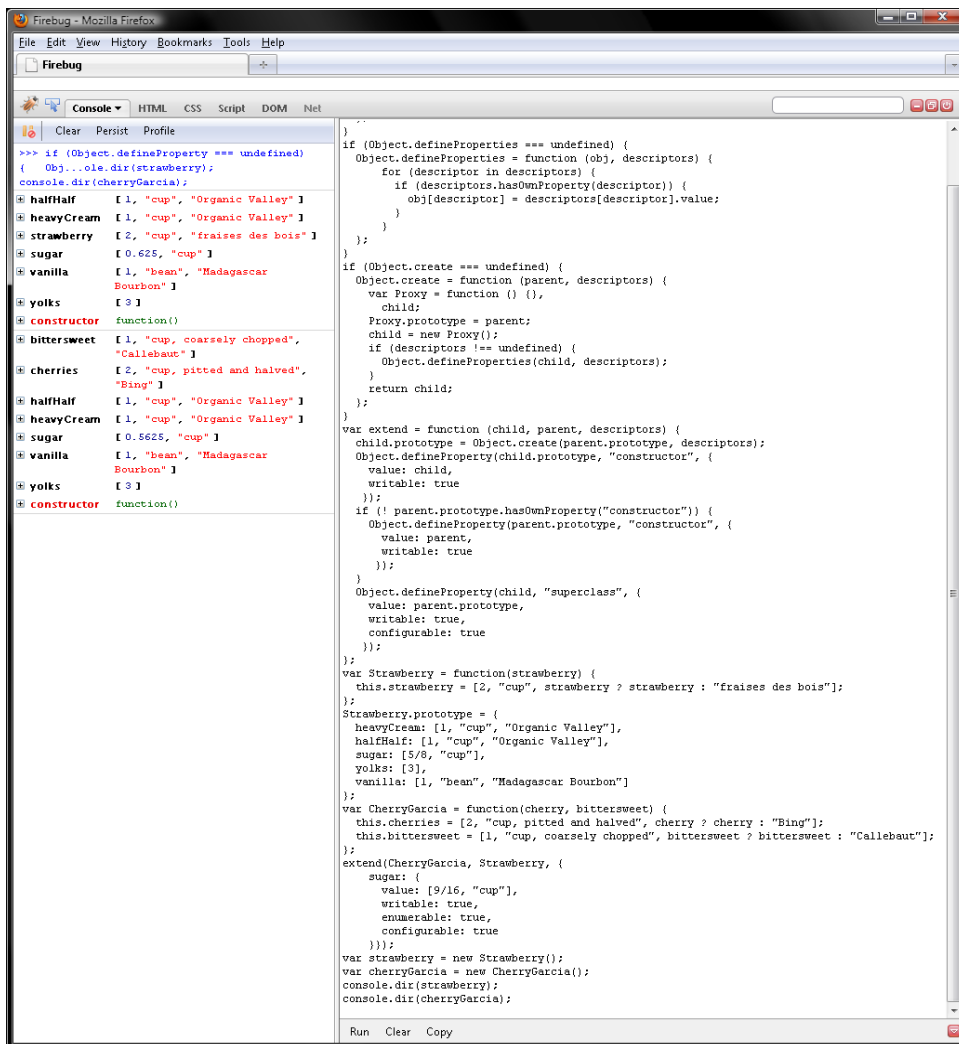 Firebug - Mozilla Firefox
File Edit View History Bookmarks Tools Help
Firebug
Console HTML CSS Script DOM Net
Clear Persist Profile
>>> if (Object.defineProperty === undefined)
{ Obj...ole.dir(strawberry);
console.dir(cherryGarcia);
halfHalf [ 1, "cup", "Organic Valley" ]
heavyCream [ 1, "cup", "Organic Valley" ]
strawberry [ 2, "cup", "fraises des bois" ]
sugar [ 0.625, "cup" ]
vanilla [ 1, "bean", "Madagascar
Bourbon" ]
yolks [ 3 ]
constructor function()
bittersweet [ 1, "cup, coarsely chopped",
"Callebaut" ]
cherries [ 2, "cup, pitted and halved",
"Bing" ]
halfHalf [ 1, "cup", "Organic Valley" ]
heavyCream [ 1, "cup", "Organic Valley" ]
sugar [ 0.5625, "cup" ]
vanilla [ 1, "bean", "Madagascar
Bourbon" ]
yolks [ 3 ]
constructor function()
}
if (Object.defineProperties === undefined) {
Object.defineProperties = function (obj, descriptors) {
for (descriptor in descriptors) {
if (descriptors.hasOwnProperty(descriptor)) {
obj[descriptor] = descriptors[descriptor].value;
}
}
};
}
if (Object.create === undefined) {
Object.create = function (parent, descriptors) {
var Proxy = function () {},
child;
Proxy.prototype = parent;
child = new Proxy();
if (descriptors !== undefined) {
Object.defineProperties(child, descriptors);
}
return child;
};
}
var extend = function (child, parent, descriptors) {
child.prototype = Object.create(parent.prototype, descriptors);
Object.defineProperty(child.prototype, "constructor", {
value: child,
writable: true
});
if (! parent.prototype.hasOwnProperty("constructor")) {
Object.defineProperty(parent.prototype, "constructor", {
value: parent,
writable: true
});
}
Object.defineProperty(child, "superclass", {
value: parent.prototype,
writable: true,
configurable: true
});
};
var Strawberry = function(strawberry) {
this.strawberry = [2, "cup", strawberry ? strawberry : "fraises des bois"];
};
Strawberry.prototype = {
heavyCream: [1, "cup", "Organic Valley"],
halfHalf: [1, "cup", "Organic Valley"],
sugar: [5/8, "cup"],
yolks: [3],
vanilla: [1, "bean", "Madagascar Bourbon"]
};
var CherryGarcia = function(cherry, bittersweet) {
this.cherries = [2, "cup, pitted and halved", cherry ? cherry : "Bing"];
this.bittersweet = [1, "cup, coarsely chopped", bittersweet ? bittersweet : "Callebaut"];
};
extend(CherryGarcia, Strawberry, {
sugar: {
value: [9/16, "cup"],
writable: true,
enumerable: true,
configurable: true
}});
var strawberry = new Strawberry();
var cherryGarcia = new CherryGarcia();
console.dir(strawberry);
console.dir(cherryGarcia);
Run Clear Copy